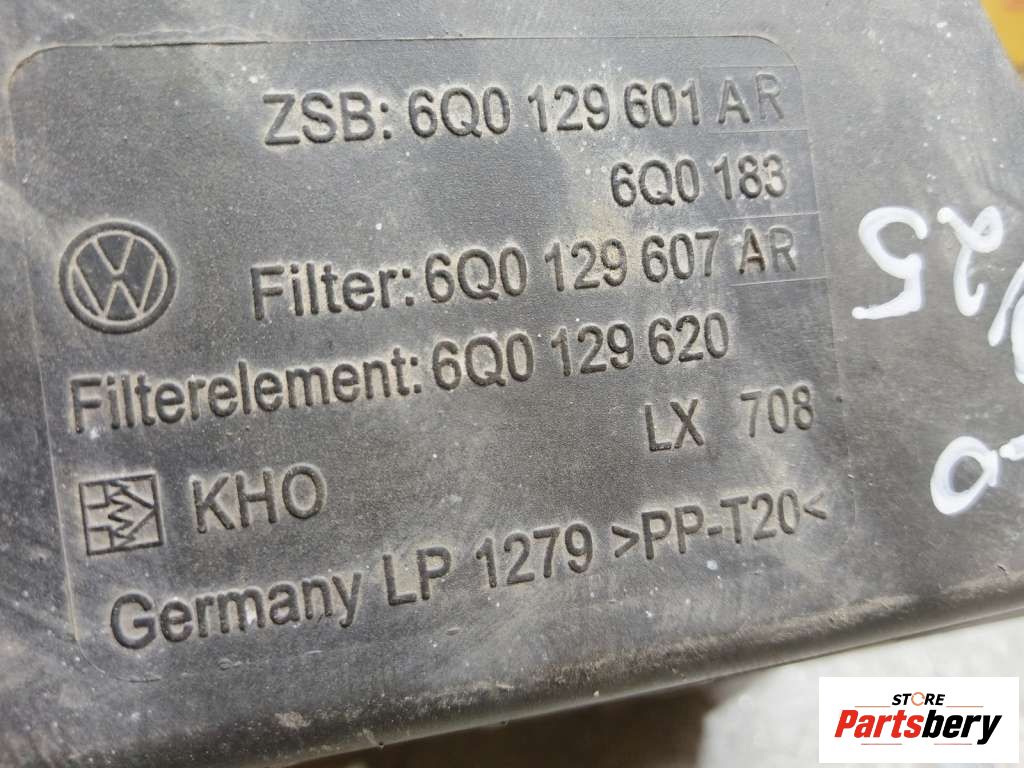 ZSB: 6Q0 129 601 AR
6Q0 183
Filter: 6Q0 129 607 AR
Filterelement: 6Q0 129 620
LX 708
KHO
Germany LP 1279 >PP-T20<
25
STORE
Partsbery